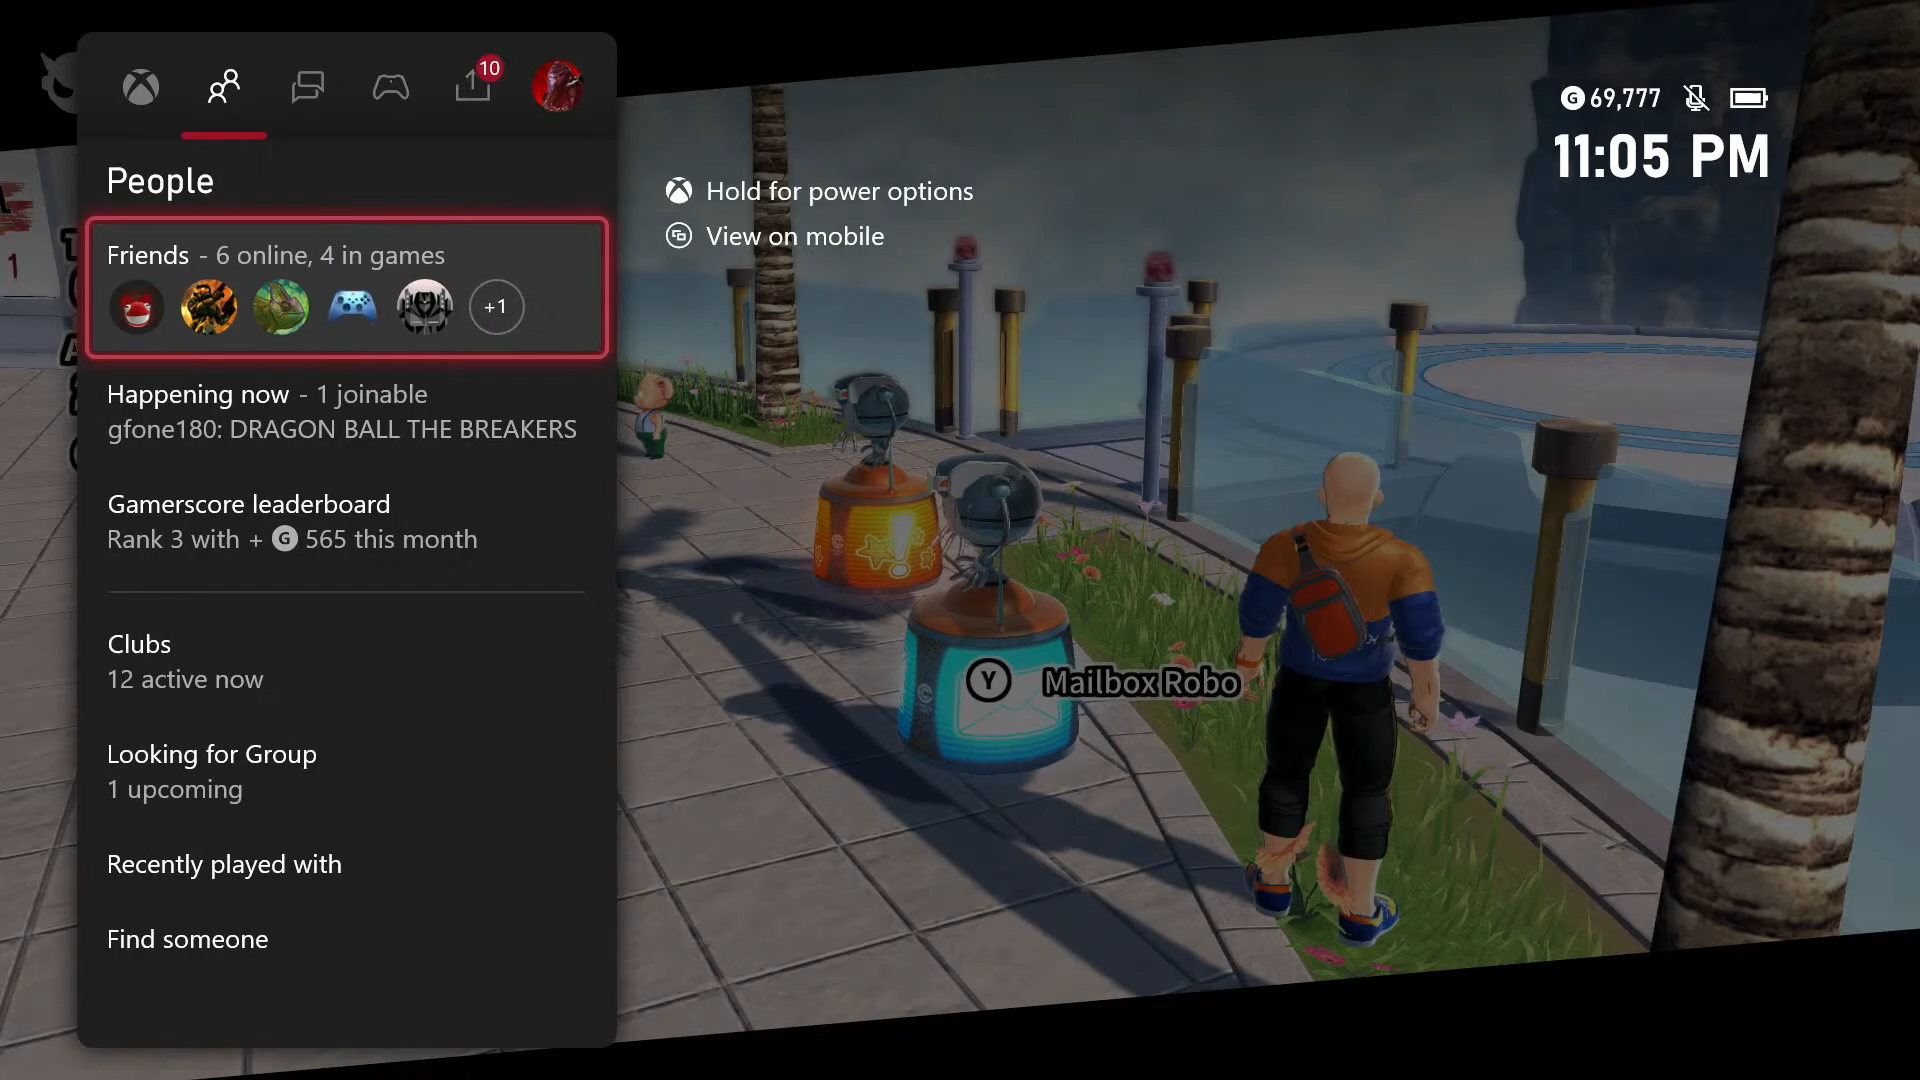 10
People
Friends - 6 online, 4 in games
+1
Happening now - 1 joinable
gfone180: DRAGON BALL THE BREAKERS
Gamerscore leaderboard
Rank 3 with + G 565 this month
Clubs
12 active now
Looking for Group
1 upcoming
Recently played with
Find someone
Hold for power options
View on mobile
G 69,777
11:05 PM
Y Mailbox Robo
1